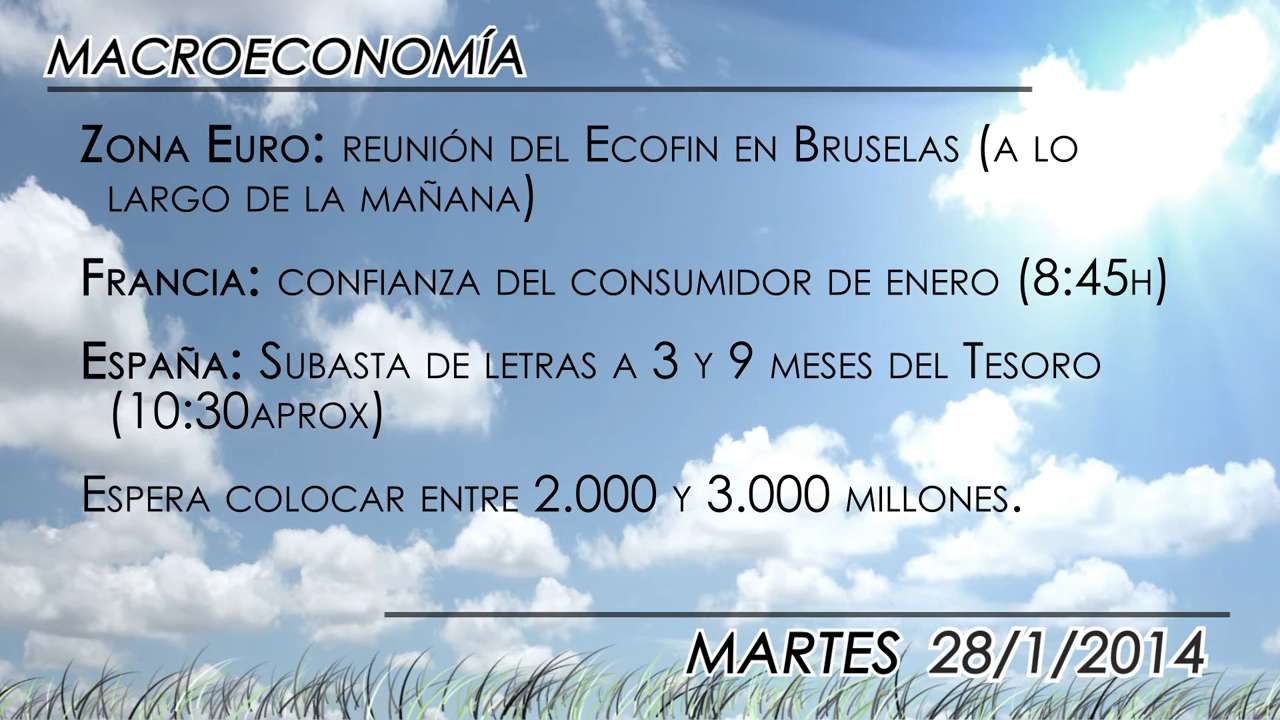 MACROECONOMÍA
Zona Euro: reunión del Ecofin en Bruselas (a lo
largo de la mañana)
Francia: confianza del consumidor de enero (8:45h)
España: Subasta de letras a 3 y 9 meses del Tesoro
(10:30aprox)
Espera colocar entre 2.000 y 3.000 millones.
MARTES 28/1/2014